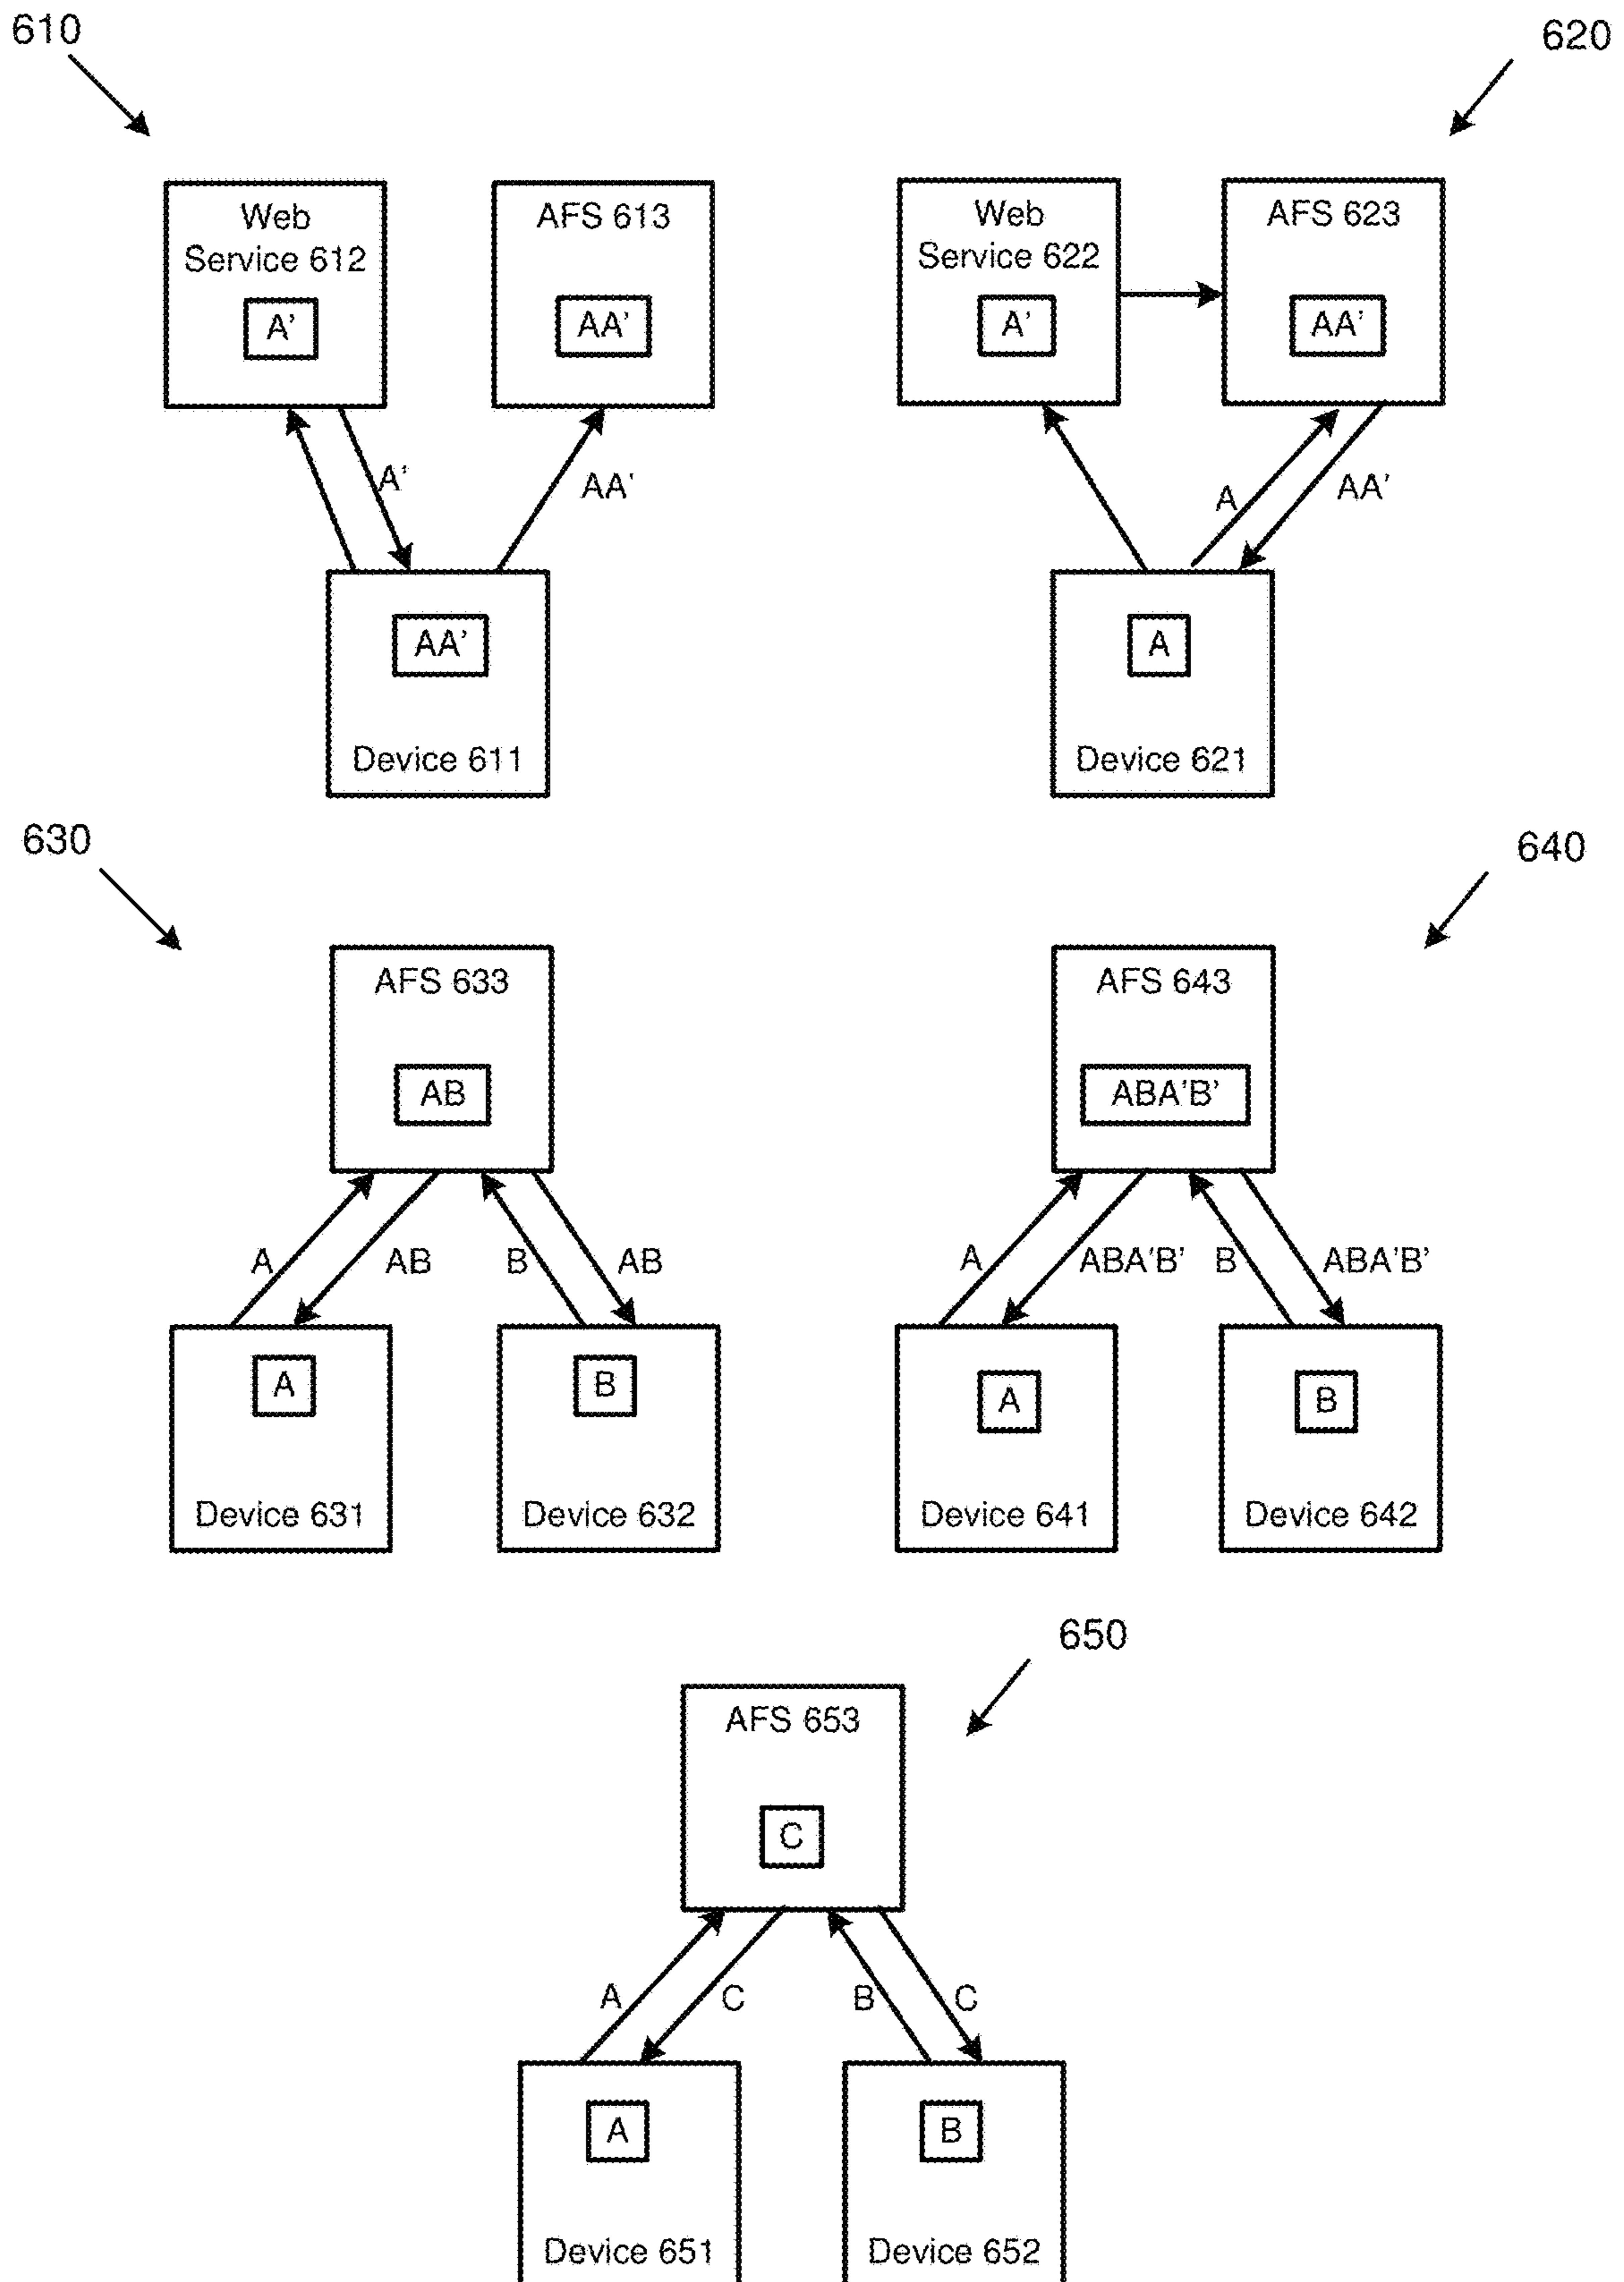 610
620
Web
Service 612
A'
AFS 613
AA'
Web
Service 622
A'
AFS 623
AA'
A'
AA'
A
AA'
AA'
Device 611
A
Device 621
630
640
AFS 633
AB
AFS 643
ABA'B'
A
AB
B
AB
A
ABA'B'
B
ABA'B'
A
Device 631
B
Device 632
A
Device 641
B
Device 642
650
AFS 653
C
A
C
B
C
A
Device 651
B
Device 652